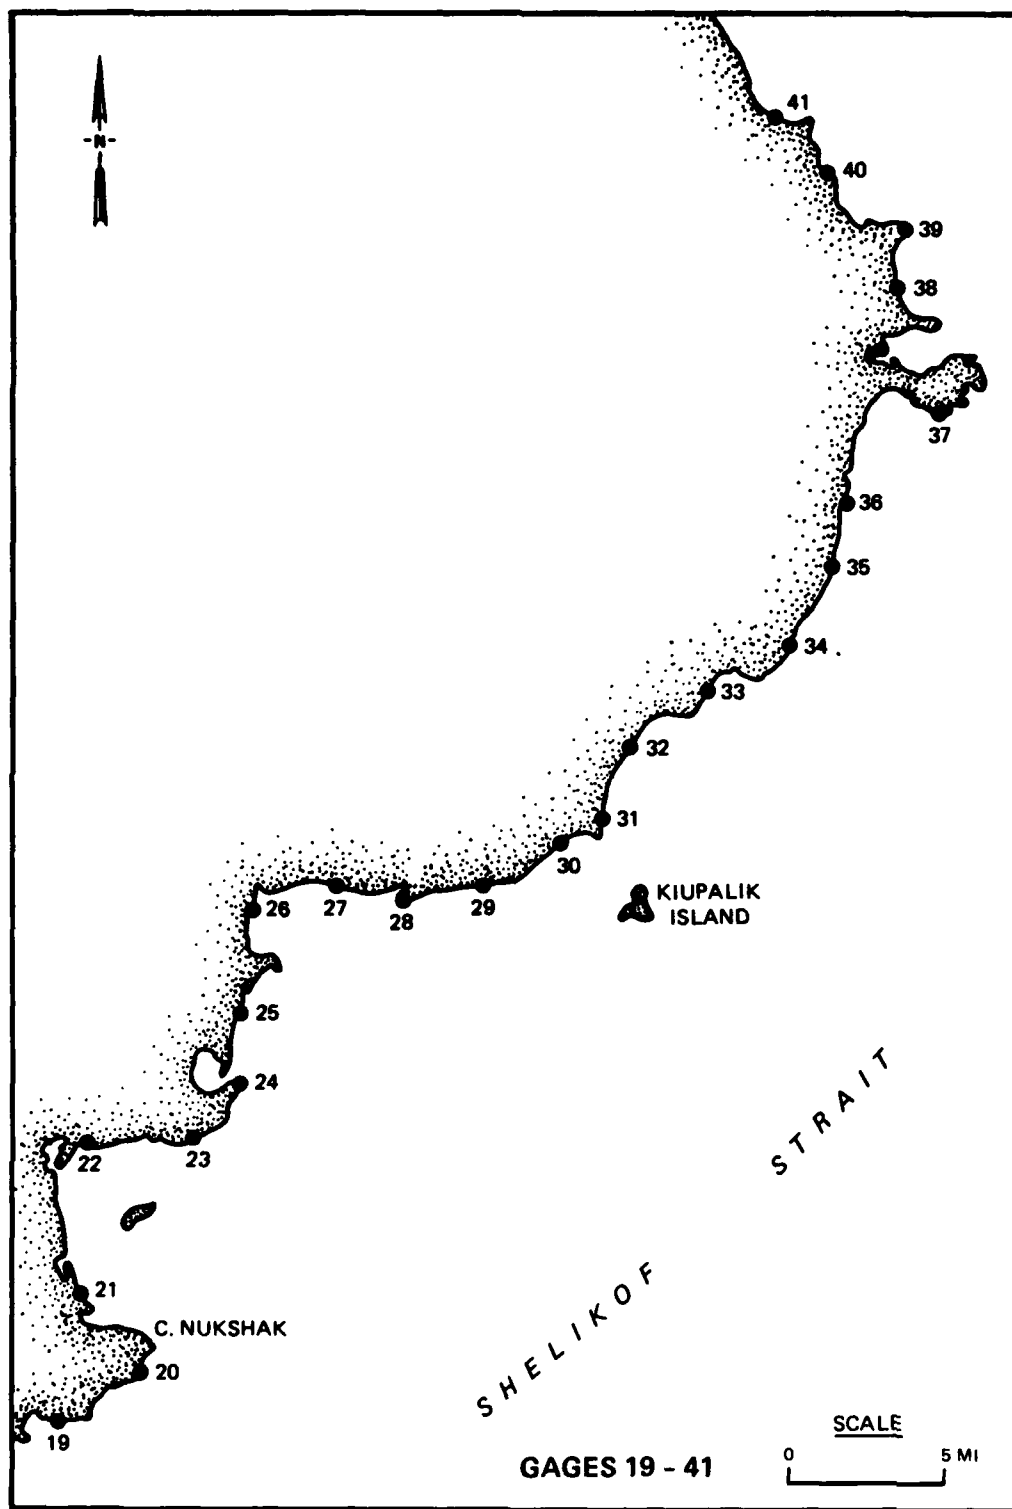 41
-N-
40
39
38
37
36
35
34
33
32
31
30
KIUPALIK
ISLAND
26
27
28
29
25
24
22
23
STRAIT
21
SHELIKOF
C. NUKSHAK
20
19
SCALE
0 5 MI
GAGES 19 - 41